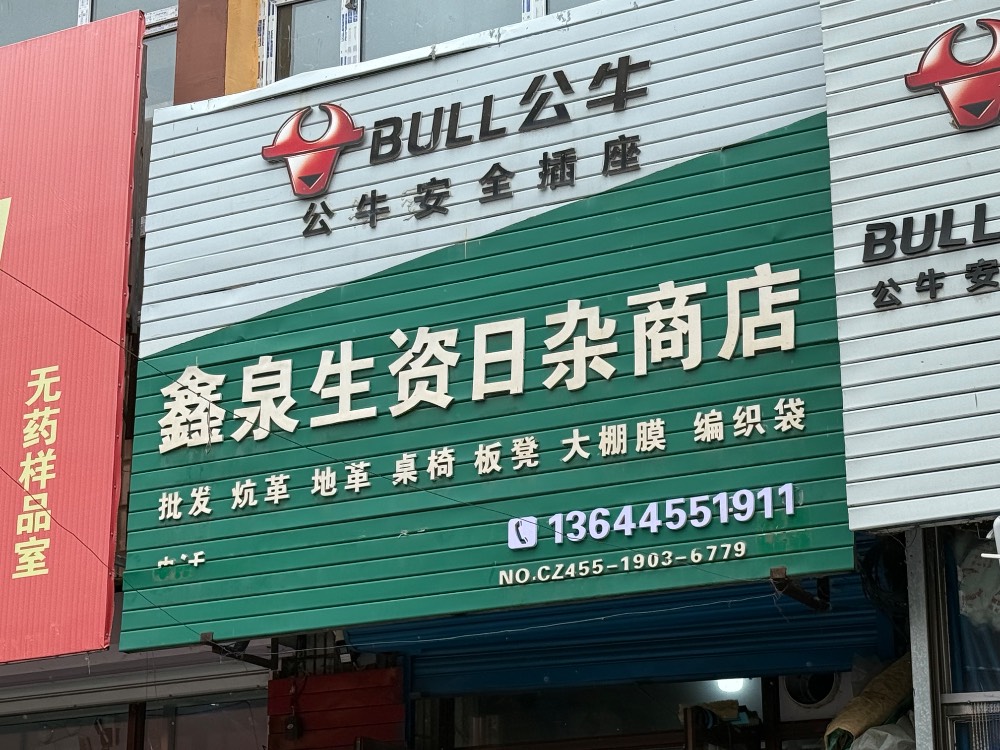 BULL公牛
公牛安全插座
鑫泉生资日杂商店
批发 炕革 地革 桌椅 板凳 大棚膜 编织袋
13644551911
NO.CZ455-1903-6779
无药样品室
BULL
公牛安